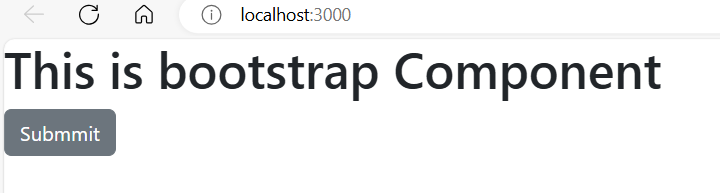 localhost:3000
This is bootstrap Component
Submmit